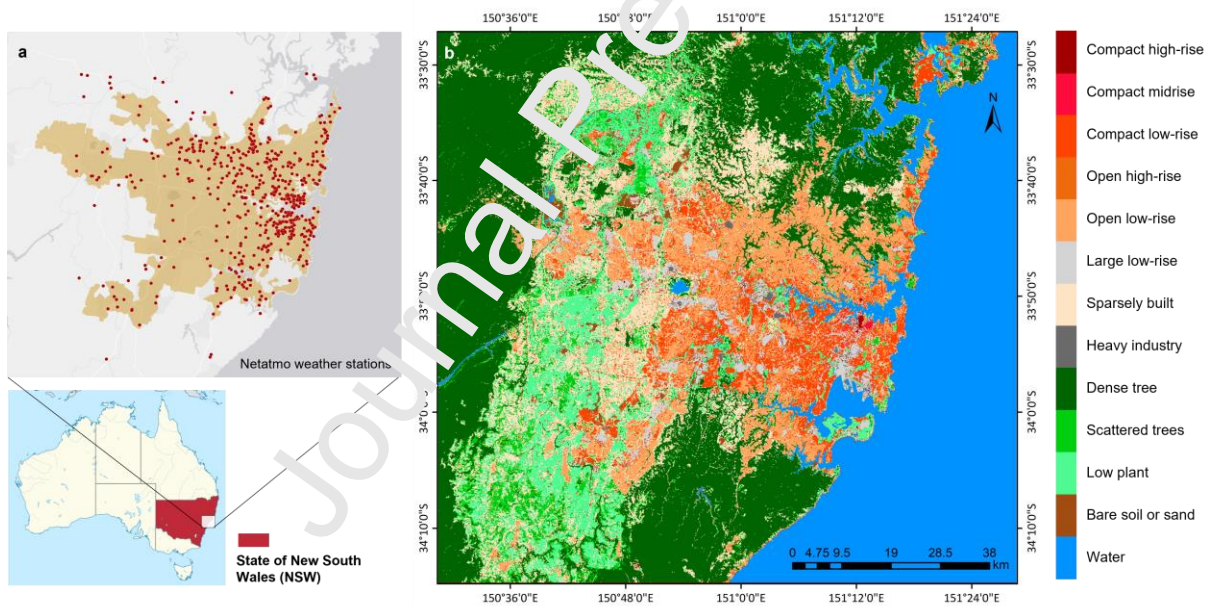 a
Netatmo weather stations
State of New South
Wales (NSW)
b
150°36'0"E
151°0'0"E
151°12'0"E
151°24'0"E
33°30'0"S
33°40'0"S
34°0'0"S
34°10'0"S
33°30'0"S
33°40'0"S
33°50'0"S
34°0'0"S
34°10'0"S
N
0 4.75 9.5 19 28.5 38
km
150°36'0"E
150°48'0"E
151°0'0"E
151°12'0"E
151°24'0"E
Compact high-rise
Compact midrise
Compact low-rise
Open high-rise
Open low-rise
Large low-rise
Sparsely built
Heavy industry
Dense tree
Scattered trees
Low plant
Bare soil or sand
Water
Journal Pre